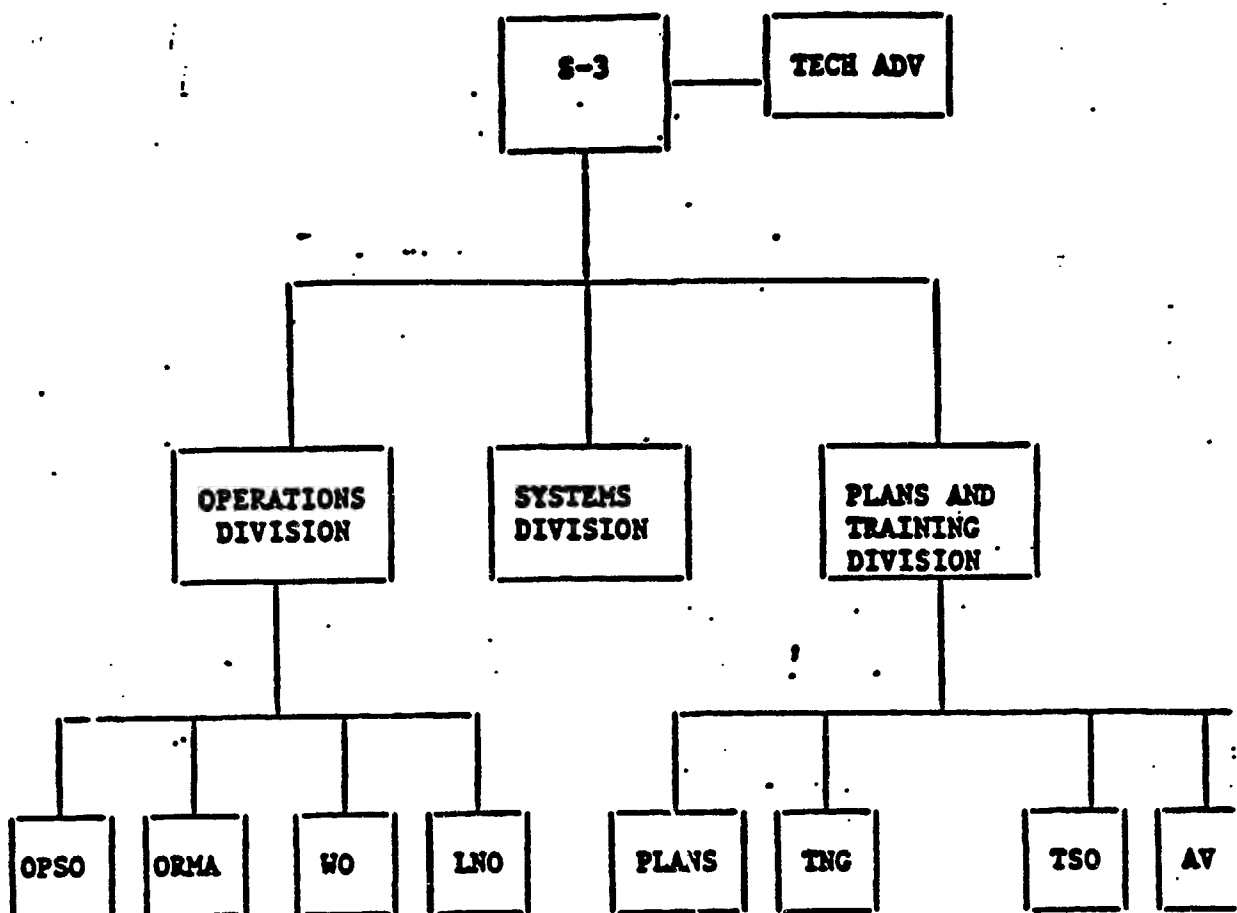 S-3
TECH ADV
OPERATIONS
DIVISION
SYSTEMS
DIVISION
PLANS AND
TRAINING
DIVISION
OPSO
ORMA
WO
LNO
PLANS
TNG
TSO
AV